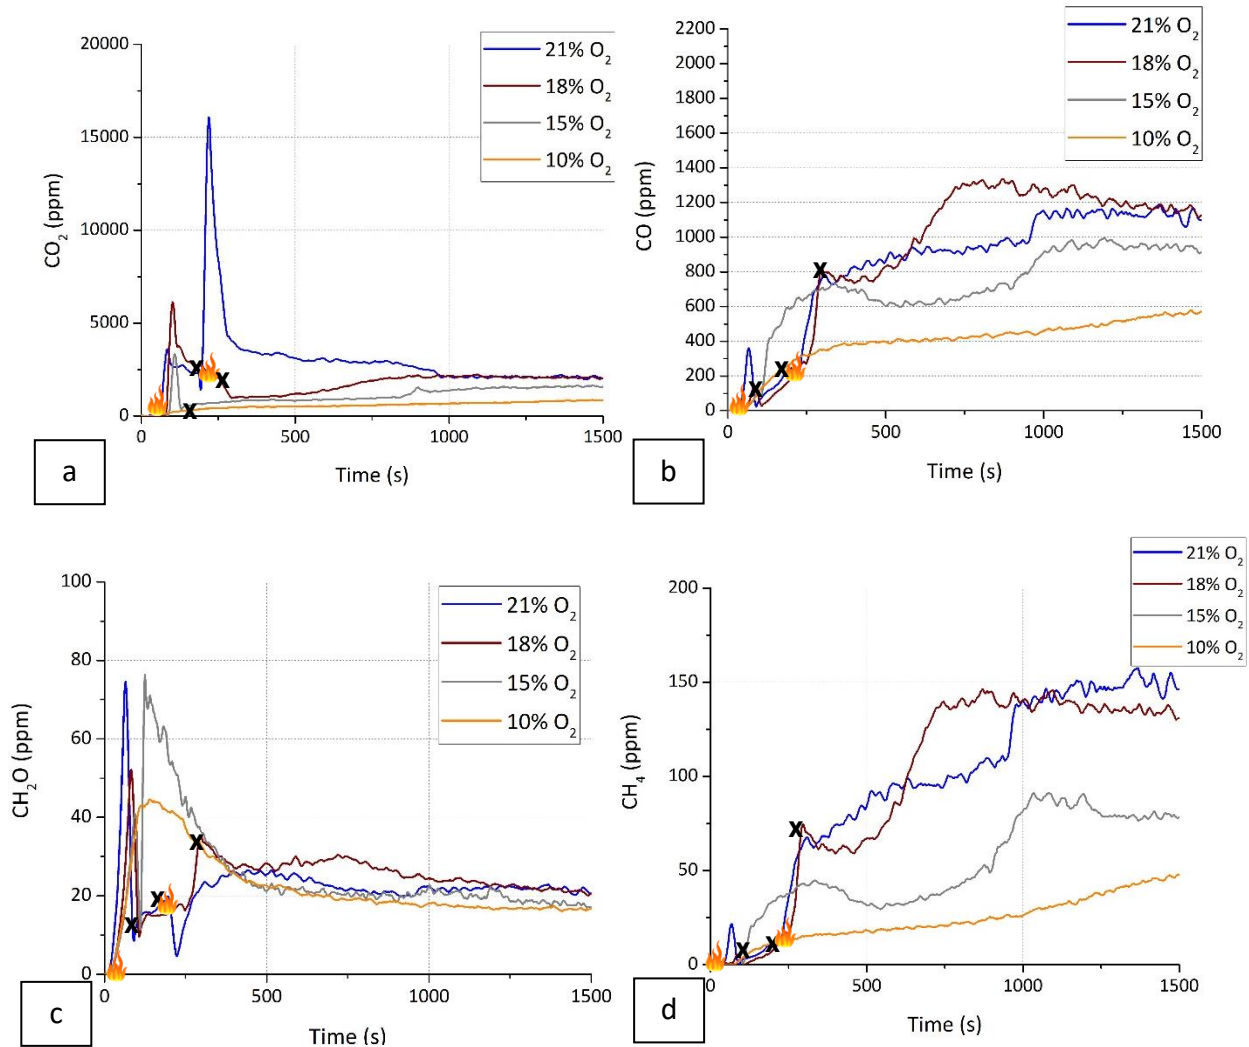 20000
15000
10000
5000
0
CO₂ (ppm)
0 500 1000 1500
Time (s)
21% O₂
18% O₂
15% O₂
10% O₂
X X X
a
2200
2000
1800
1600
1400
1200
1000
800
600
400
200
0
CO (ppm)
0 500 1000 1500
Time (s)
21% O₂
18% O₂
15% O₂
10% O₂
X X X
b
100
80
60
40
20
0
CH₂O (ppm)
0 500 1000 1500
Time (s)
21% O₂
18% O₂
15% O₂
10% O₂
X X X
c
200
150
100
50
0
CH₄ (ppm)
0 500 1000 1500
Time (s)
21% O₂
18% O₂
15% O₂
10% O₂
X X X
d